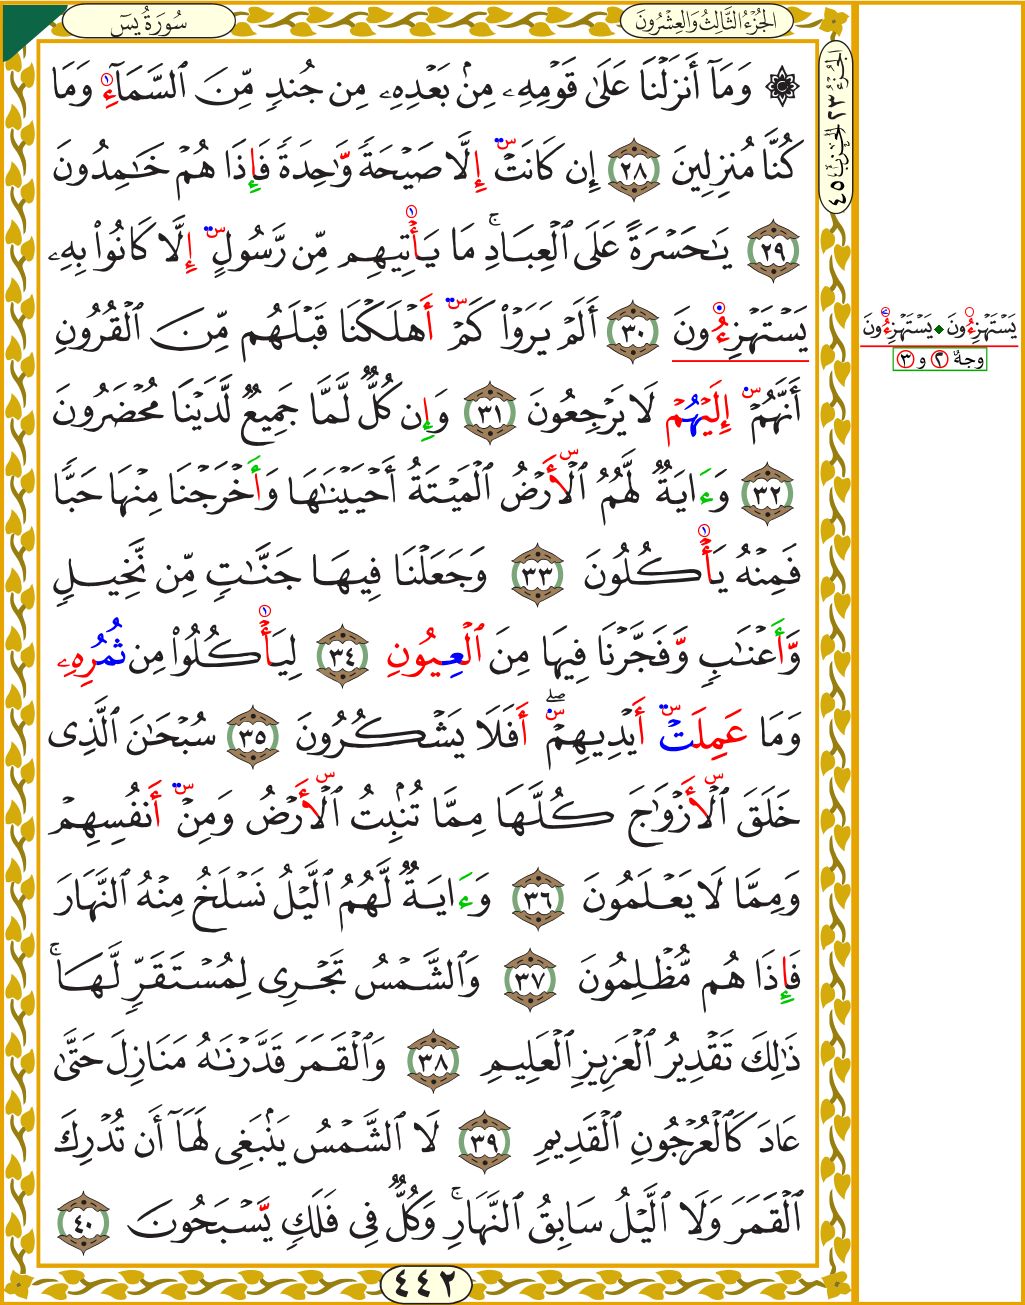 سُورَةُ يسٓ
الجُزْءُ الثَّالِثُ وَالعِشْرُونَ
الجُزْءُ ٢٣ الحِزْبُ ٤٥
۞ وَمَآ أَنزَلْنَا عَلَىٰ قَوْمِهِۦ مِنۢ بَعْدِهِۦ مِن جُندٍ مِّنَ ٱلسَّمَآءِ وَمَا
كُنَّا مُنزِلِينَ ٢٨ إِن كَانَتْ إِلَّا صَيْحَةً وَٰحِدَةً فَإِذَا هُمْ خَـٰمِدُونَ
٢٩ يَـٰحَسْرَةً عَلَى ٱلْعِبَادِ ۚ مَا يَأْتِيهِم مِّن رَّسُولٍ إِلَّا كَانُوا۟ بِهِۦ
يَسْتَهْزِءُونَ ٣٠ أَلَمْ يَرَوْا۟ كَمْ أَهْلَكْنَا قَبْلَهُم مِّنَ ٱلْقُرُونِ
يَسْتَهْزِءُونَ ◆ يَسْتَهْزِءُونَ
وجهٌ ٢ و ٣
أَنَّهُمْ إِلَيْهُمْ لَا يَرْجِعُونَ ٣١ وَإِن كُلٌّ لَّمَّا جَمِيعٌ لَّدَيْنَا مُحْضَرُونَ
٣٢ وَءَايَةٌ لَّهُمُ ٱلْأَرْضُ ٱلْمَيْتَةُ أَحْيَيْنَـٰهَا وَأَخْرَجْنَا مِنْهَا حَبًّا
فَمِنْهُ يَأْكُلُونَ ٣٣ وَجَعَلْنَا فِيهَا جَنَّـٰتٍ مِّن نَّخِيلٍ
وَأَعْنَـٰبٍ وَفَجَّرْنَا فِيهَا مِنَ ٱلْعِيُونِ ٣٤ لِيَأْكُلُوا۟ مِن ثُمُرِهِۦ
وَمَا عَمِلَتْ أَيْدِيهِمْ ۖ أَفَلَا يَشْكُرُونَ ٣٥ سُبْحَـٰنَ ٱلَّذِى
خَلَقَ ٱلْأَزْوَٰجَ كُلَّهَا مِمَّا تُنۢبِتُ ٱلْأَرْضُ وَمِنْ أَنفُسِهِمْ
وَمِمَّا لَا يَعْلَمُونَ ٣٦ وَءَايَةٌ لَّهُمُ ٱلَّيْلُ نَسْلَخُ مِنْهُ ٱلنَّهَارَ
فَإِذَا هُم مُّظْلِمُونَ ٣٧ وَٱلشَّمْسُ تَجْرِى لِمُسْتَقَرٍّ لَّهَا ۚ
ذَٰلِكَ تَقْدِيرُ ٱلْعَزِيزِ ٱلْعَلِيمِ ٣٨ وَٱلْقَمَرَ قَدَّرْنَـٰهُ مَنَازِلَ حَتَّىٰ
عَادَ كَٱلْعُرْجُونِ ٱلْقَدِيمِ ٣٩ لَا ٱلشَّمْسُ يَنۢبَغِى لَهَآ أَن تُدْرِكَ
ٱلْقَمَرَ وَلَا ٱلَّيْلُ سَابِقُ ٱلنَّهَارِ ۚ وَكُلٌّ فِى فَلَكٍ يَسْبَحُونَ ٤٠
٤٤٢